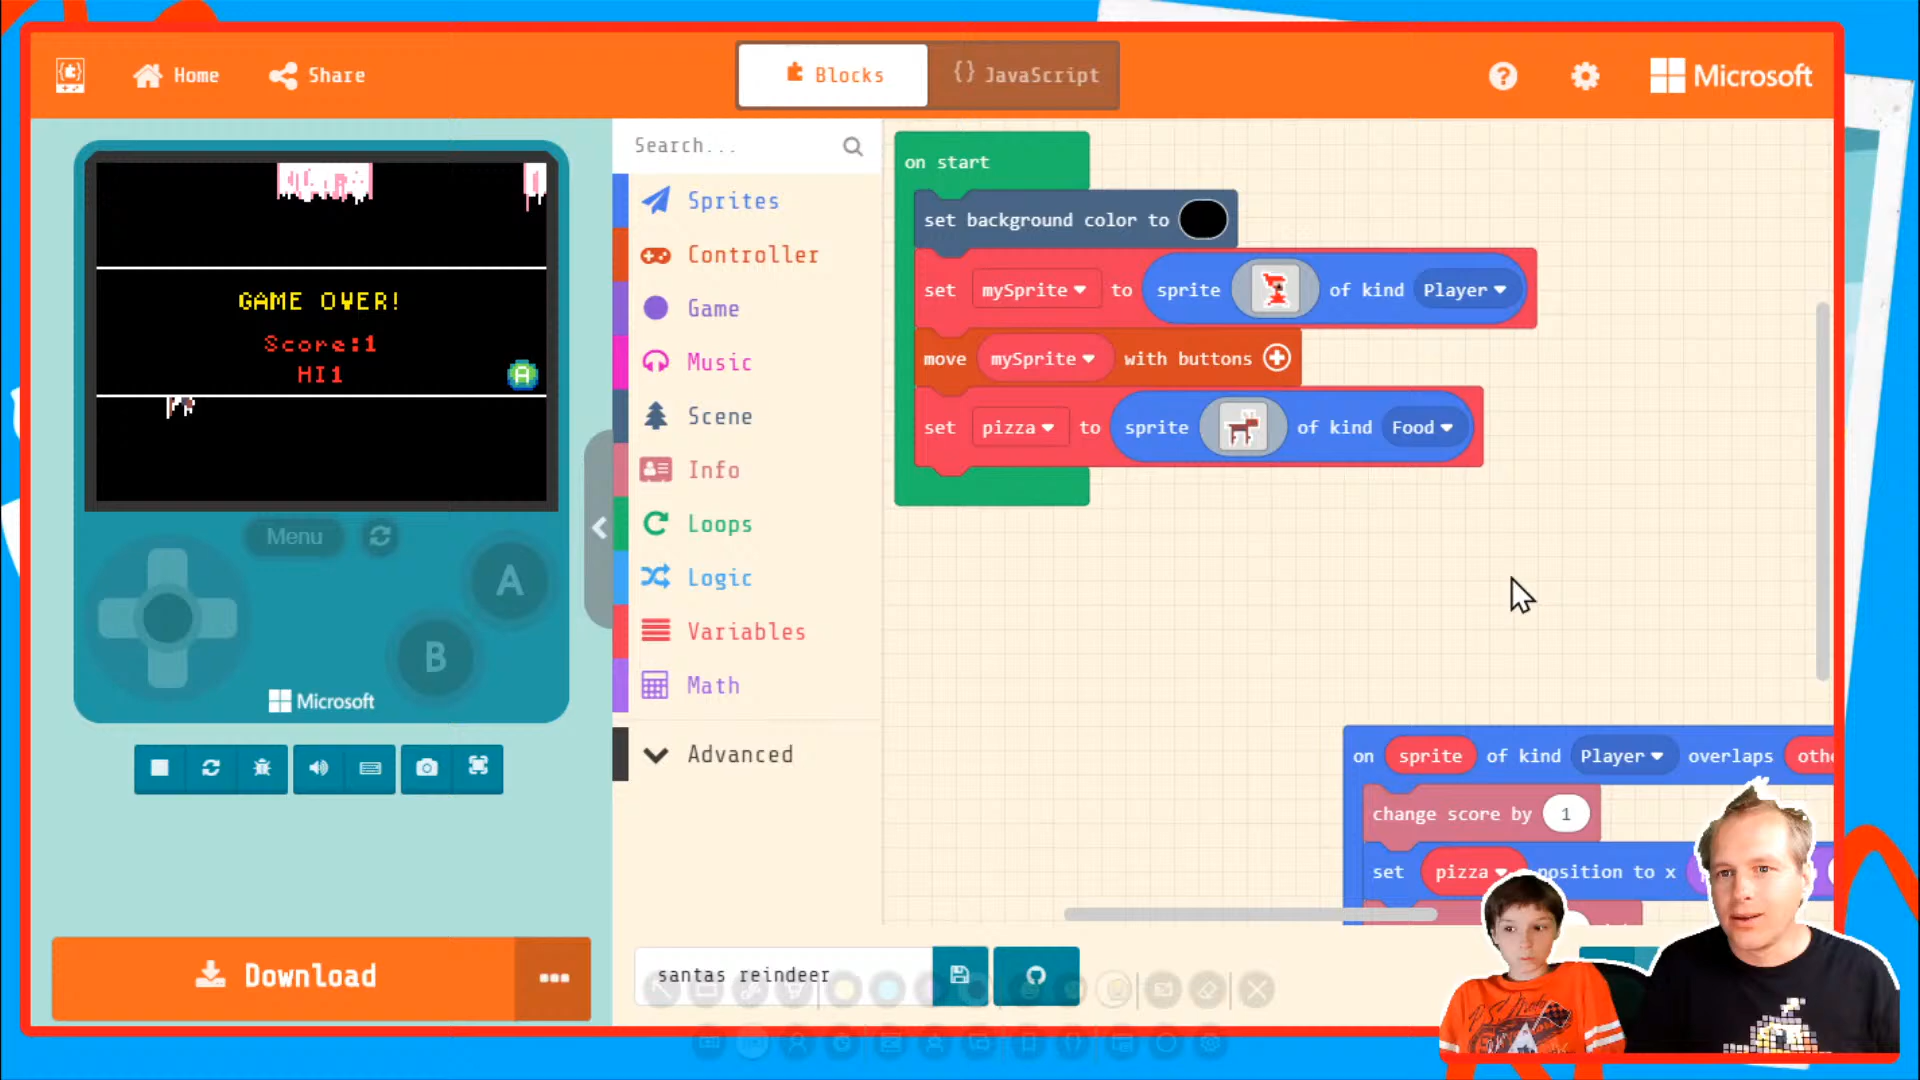 Home
Share
Blocks
{} JavaScript
?
Microsoft
GAME OVER!
Score:1
HI1
A
Menu
A
B
Microsoft
Download
Search...
Sprites
Controller
Game
Music
Scene
Info
Loops
Logic
Variables
Math
Advanced
on start
set background color to
set mySprite to sprite of kind Player
move mySprite with buttons
set pizza to sprite of kind Food
on sprite of kind Player overlaps othe
change score by 1
set pizza position to x
santas reindeer